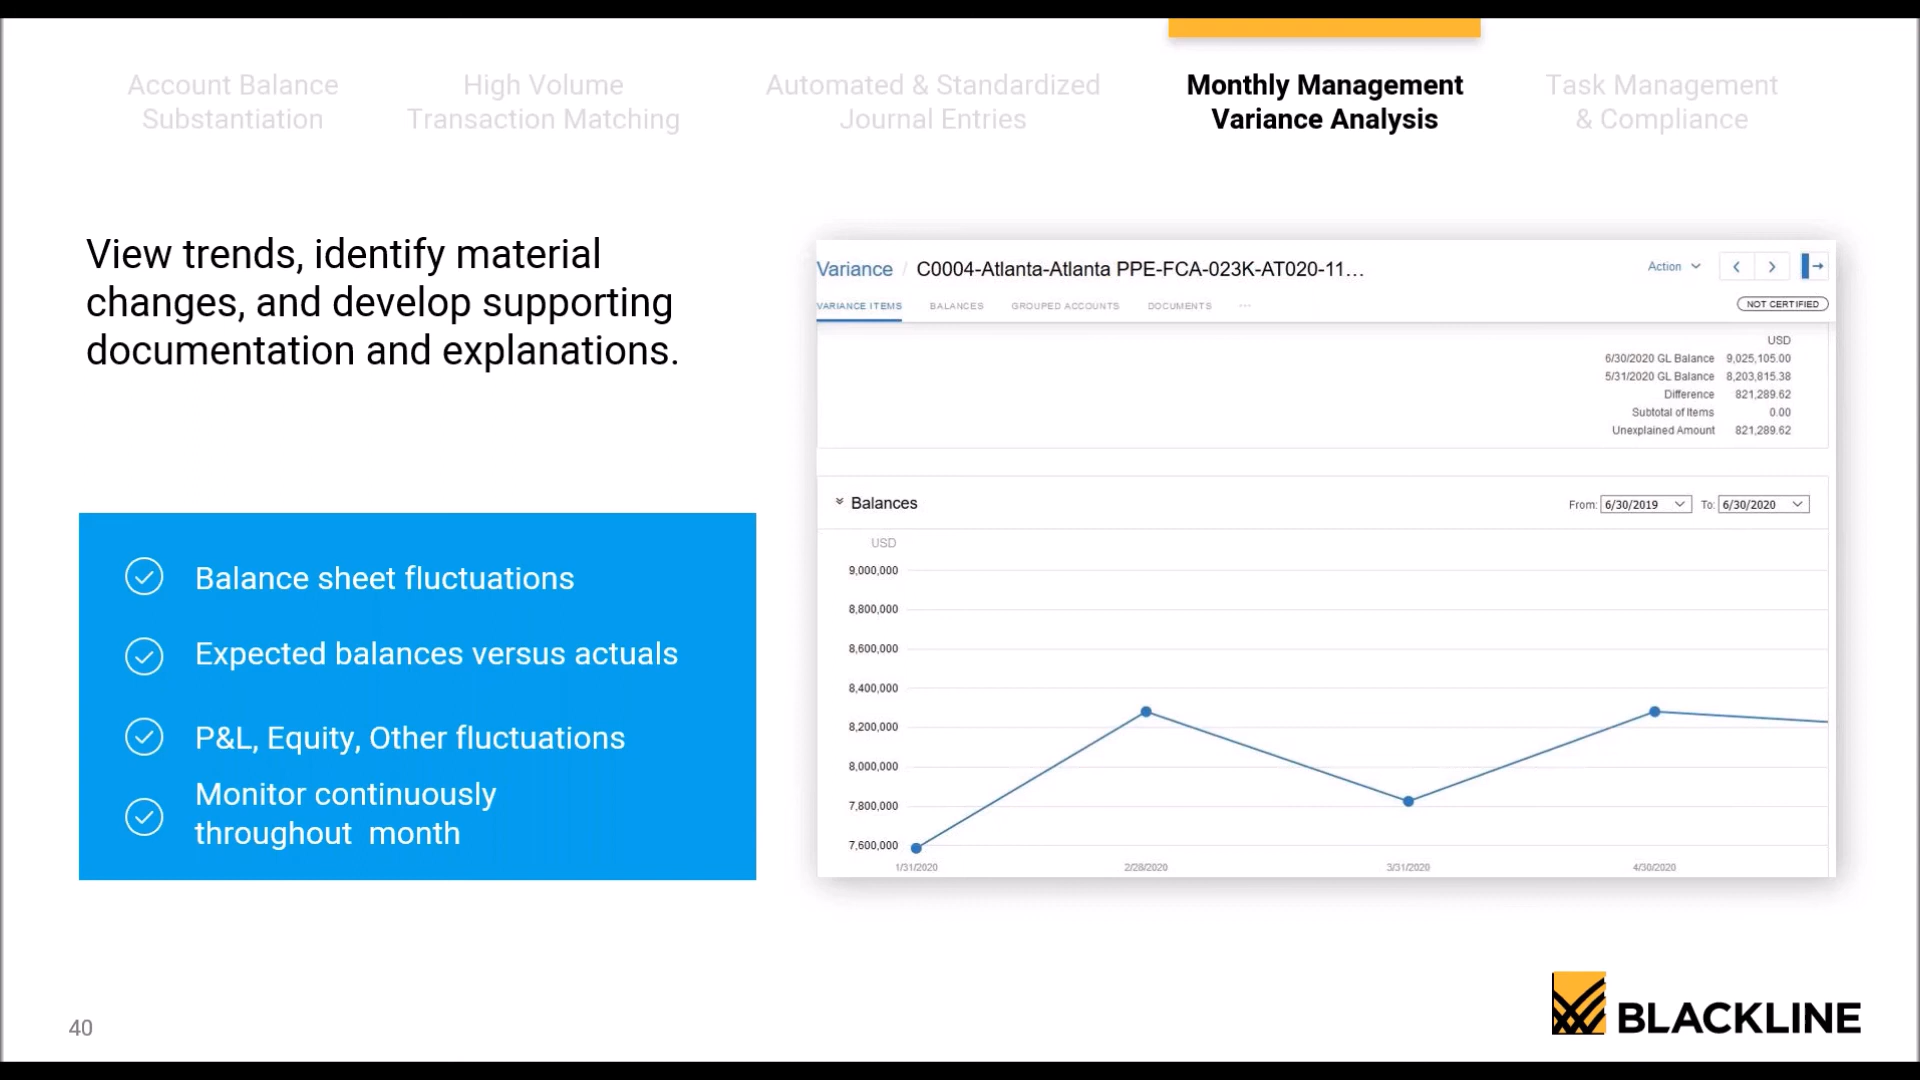 Account Balance
Substantiation
High Volume
Transaction Matching
Automated & Standardized
Journal Entries
Monthly Management
Variance Analysis
Task Management
& Compliance
View trends, identify material
changes, and develop supporting
documentation and explanations.
Balance sheet fluctuations
Expected balances versus actuals
P&L, Equity, Other fluctuations
Monitor continuously
throughout month
Variance / C0004-Atlanta-Atlanta PPE-FCA-023K-AT020-11...
Action
VARIANCE ITEMS BALANCES GROUPED ACCOUNTS DOCUMENTS ...
NOT CERTIFIED
USD
6/30/2020 GL Balance 9,025,105.00
5/31/2020 GL Balance 8,203,815.38
Difference 821,289.62
Subtotal of Items 0.00
Unexplained Amount 821,289.62
Balances
From: 6/30/2019 To: 6/30/2020
USD
9,000,000
8,800,000
8,600,000
8,400,000
8,200,000
8,000,000
7,800,000
7,600,000
1/31/2020 2/28/2020 3/31/2020 4/30/2020
40
BLACKLINE